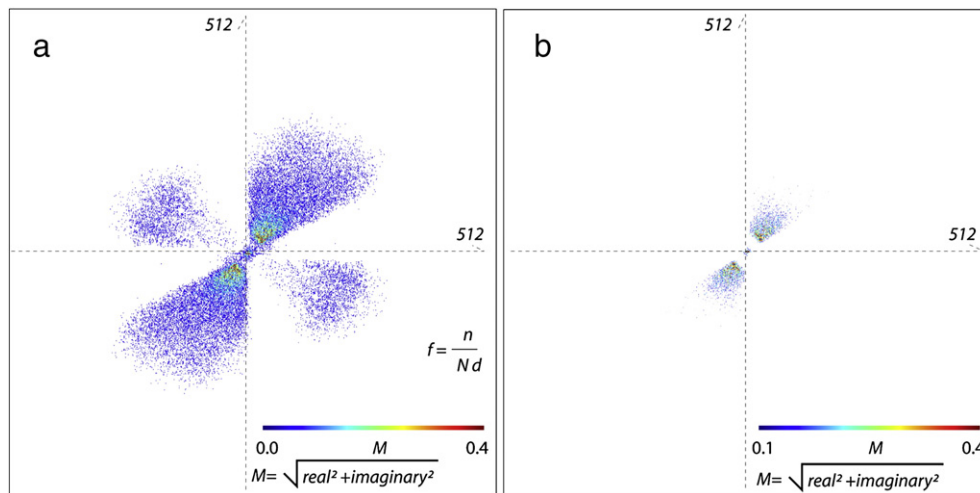 a
512
512
f = n / N d
0.0 M 0.4
M = √real² + imaginary²
b
512
512
0.1 M 0.4
M = √real² + imaginary²